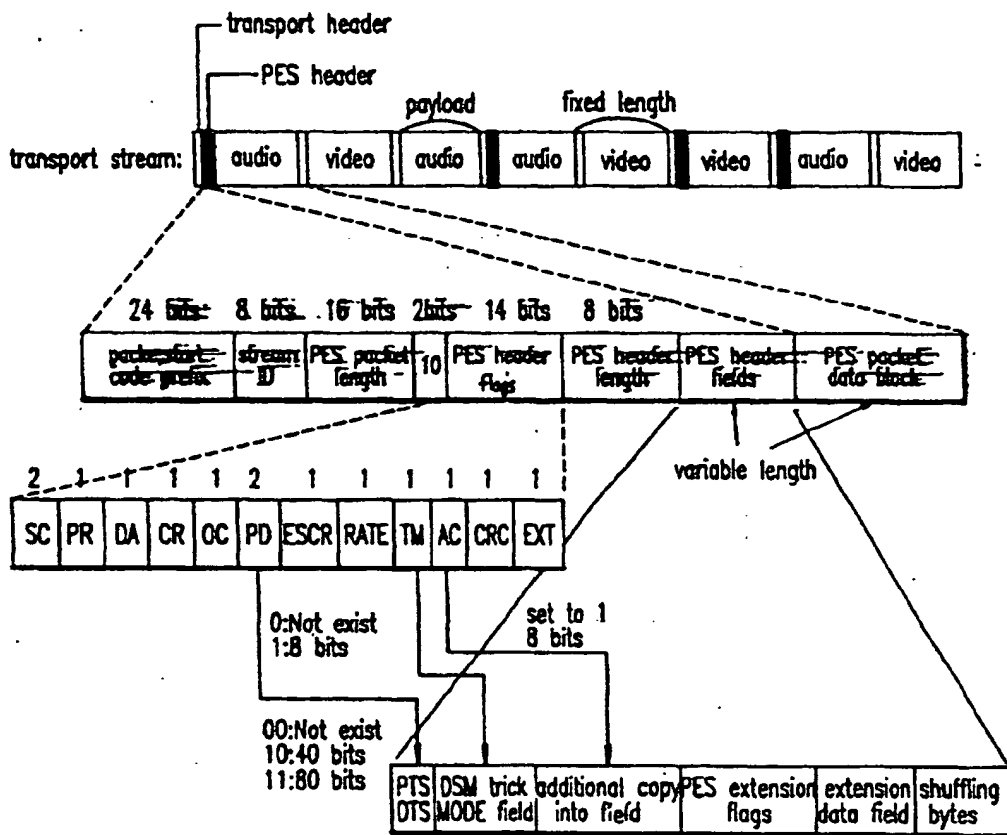 transport header
PES header
payload
fixed length
transport stream:
audio
video
audio
audio
video
video
audio
video
24 bits
8 bits
16 bits
2bits
14 bits
8 bits
packet start
code prefix
stream
ID
PES packet
length
10
PES header
flags
PES header
length
PES header
fields
PES packet
data block
variable length
2 1 1 1 1 2 1 1 1 1 1 1
SC PR DA CR OC PD ESCR RATE TM AC CRC EXT
0:Not exist
1:8 bits
set to 1
8 bits
00:Not exist
10:40 bits
11:80 bits
PTS
DTS
DSM trick
MODE field
additional copy
into field
PES extension
flags
extension
data field
shuffling
bytes